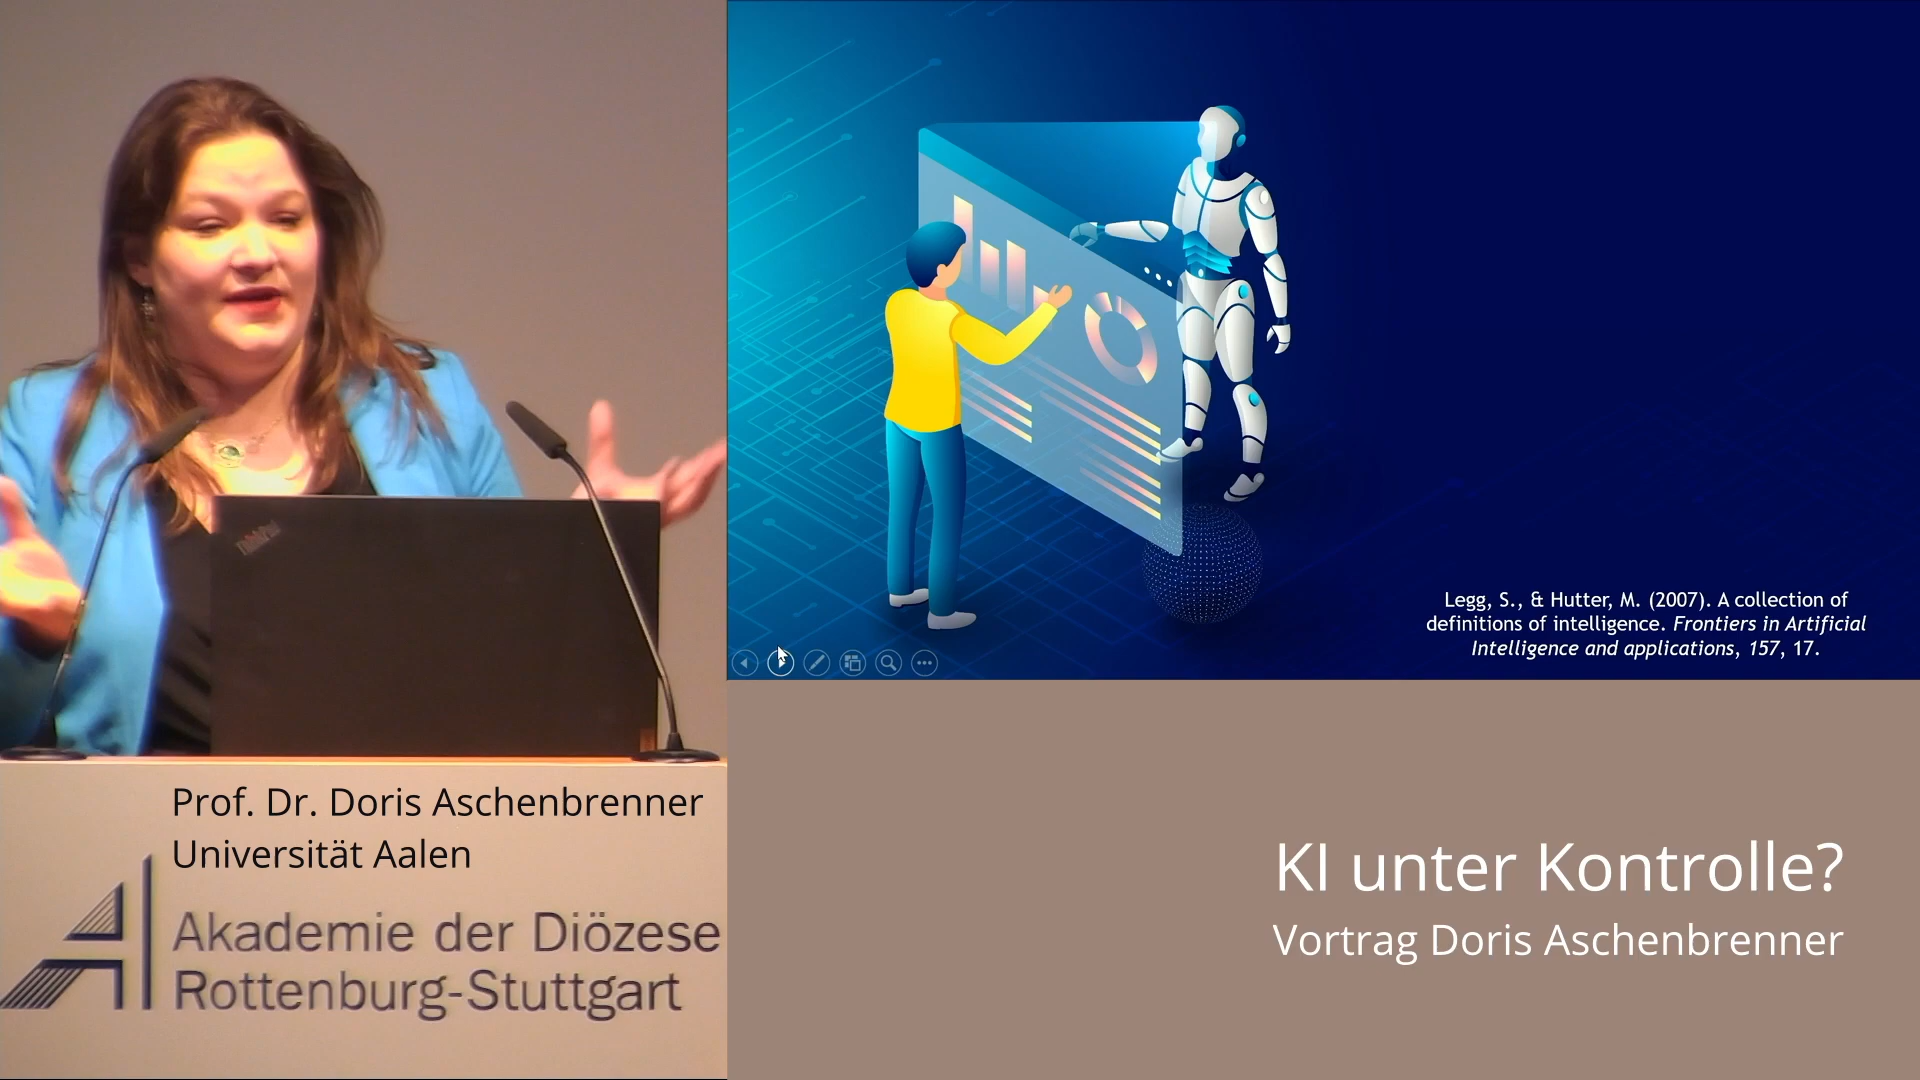 ThinkPad
Prof. Dr. Doris Aschenbrenner
Universität Aalen
Akademie der Diözese
Rottenburg-Stuttgart
Legg, S., & Hutter, M. (2007). A collection of
definitions of intelligence. Frontiers in Artificial
Intelligence and applications, 157, 17.
KI unter Kontrolle?
Vortrag Doris Aschenbrenner